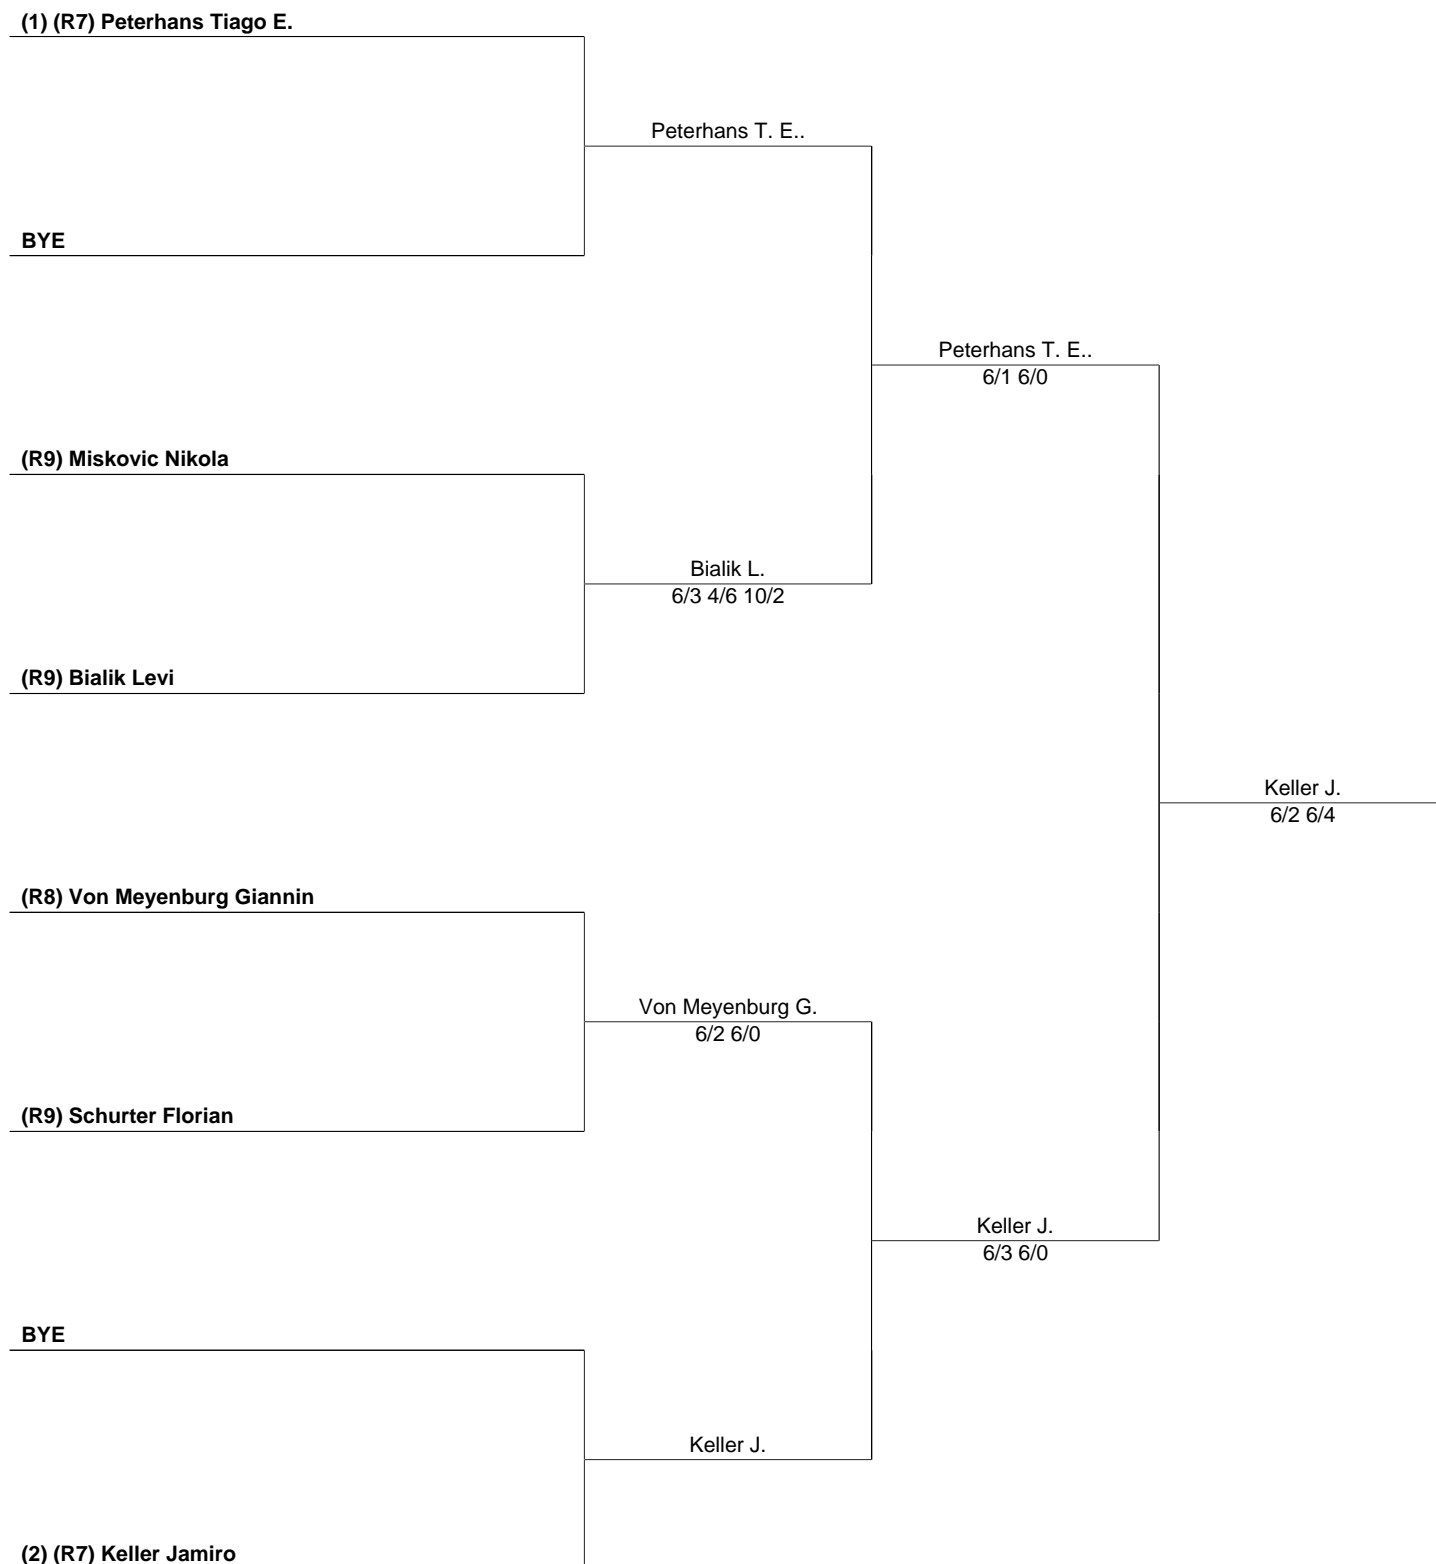 (1) (R7) Peterhans Tiago E.
Peterhans T. E..
BYE
Peterhans T. E..
6/1 6/0
(R9) Miskovic Nikola
Bialik L.
6/3 4/6 10/2
(R9) Bialik Levi
Keller J.
6/2 6/4
(R8) Von Meyenburg Giannin
Von Meyenburg G.
6/2 6/0
(R9) Schurter Florian
Keller J.
6/3 6/0
BYE
Keller J.
(2) (R7) Keller Jamiro